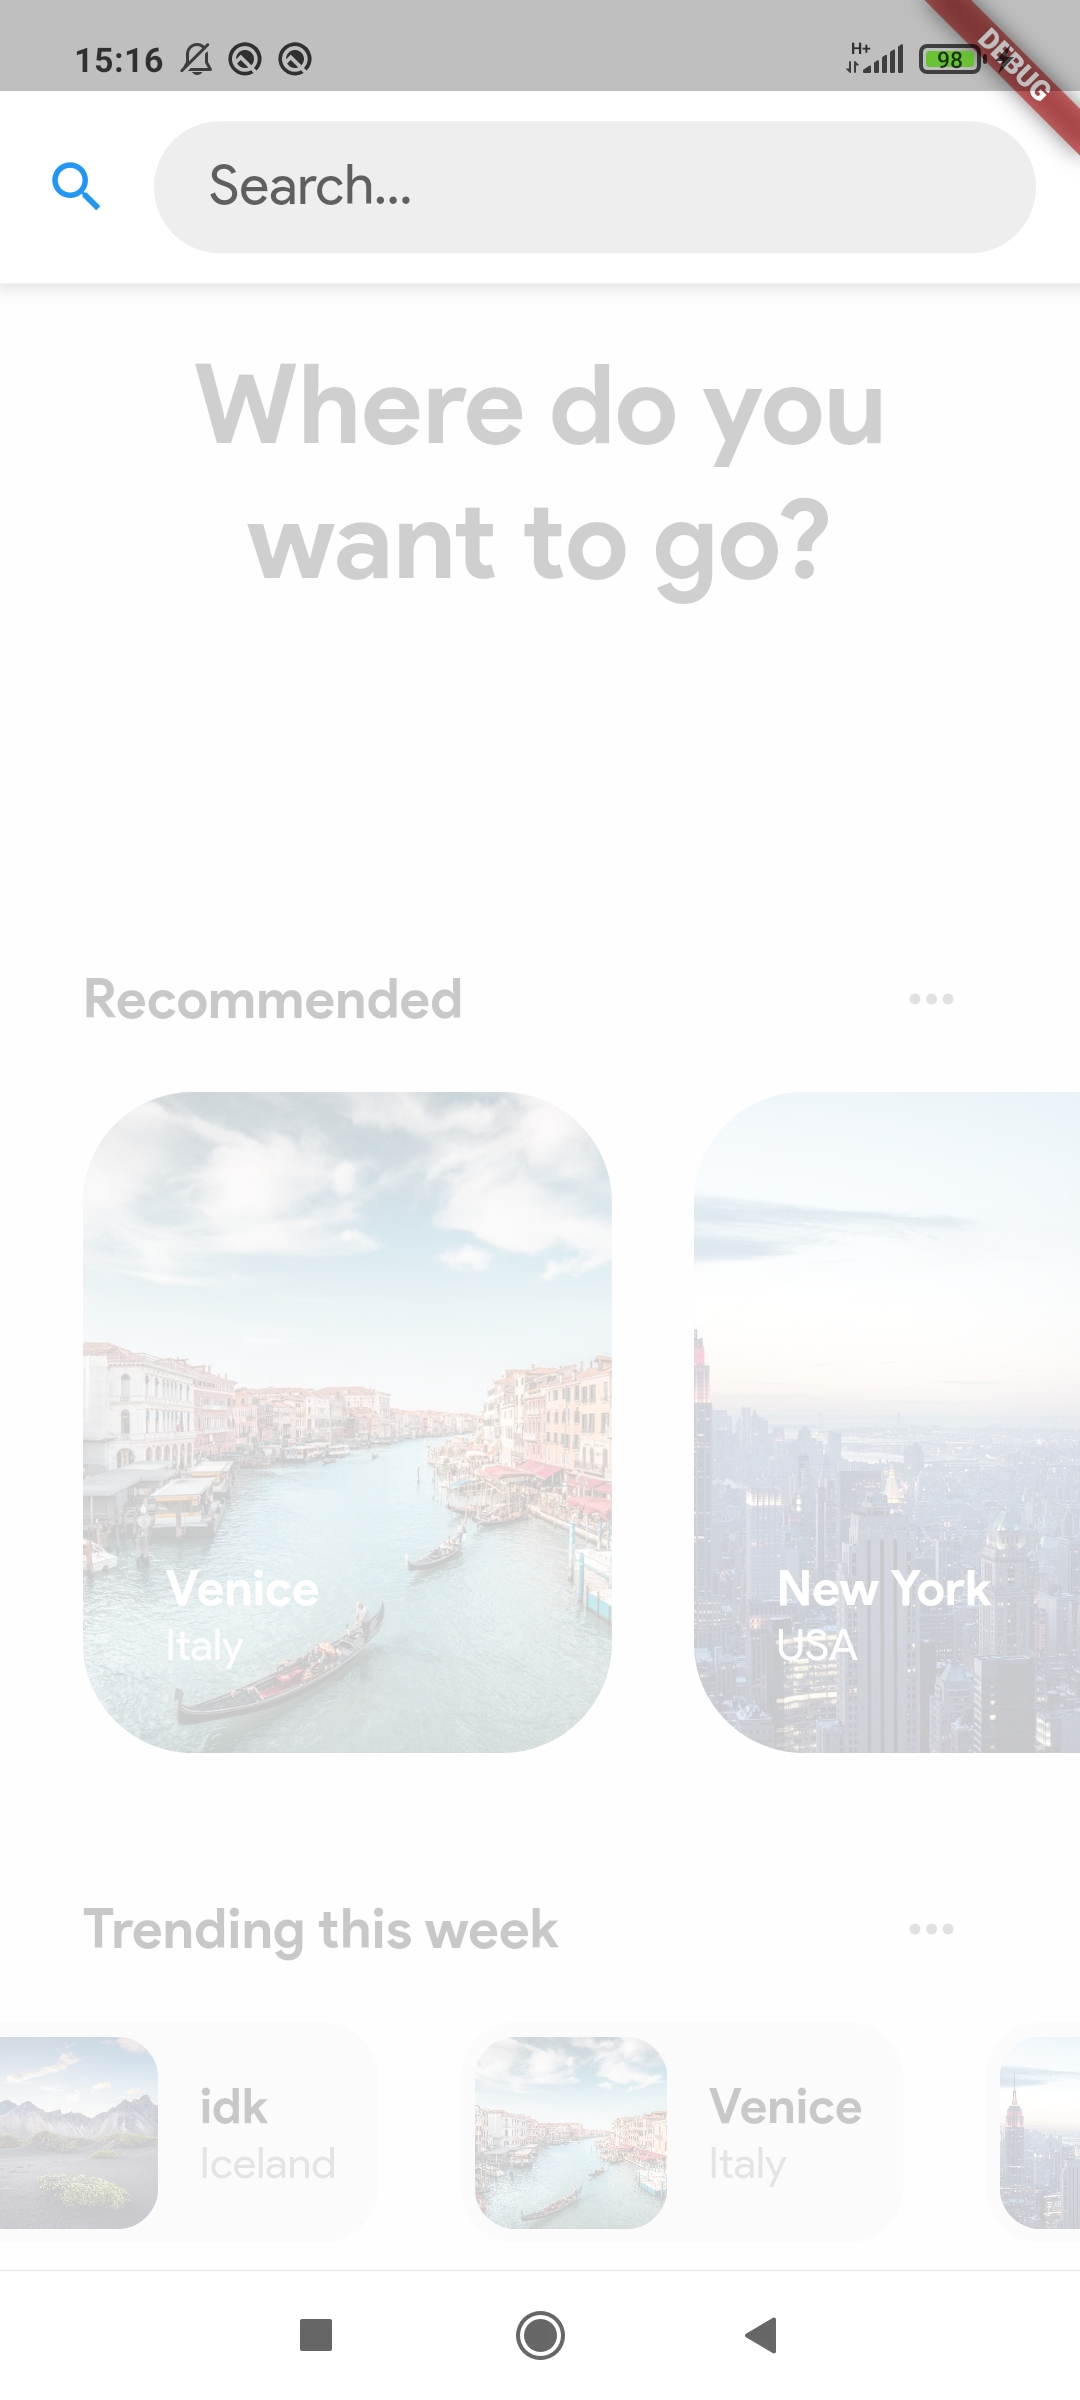 15:16
H+
98
DEBUG
Search...
Where do you
want to go?
Recommended
Venice
Italy
New York
USA
Trending this week
idk
Iceland
Venice
Italy